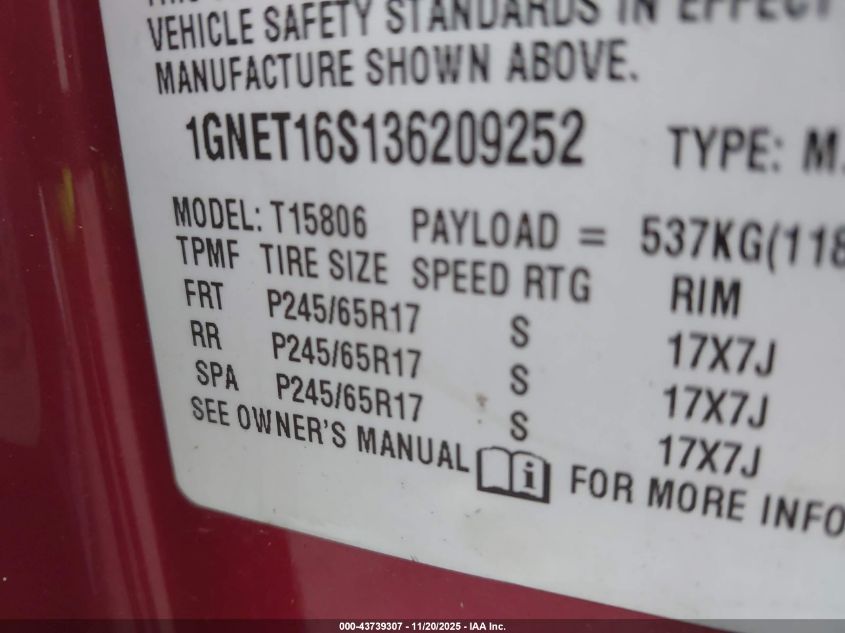 VEHICLE SAFETY STANDARDS IN EFFECT
MANUFACTURE SHOWN ABOVE.
1GNET16S136209252 TYPE: M.
MODEL: T15806 PAYLOAD = 537KG(118
TPMF TIRE SIZE SPEED RTG RIM
FRT P245/65R17 S 17X7J
RR P245/65R17 S 17X7J
SPA P245/65R17 S 17X7J
SEE OWNER'S MANUAL i FOR MORE INFO
000-43739307 - 11/20/2025 - IAA Inc.